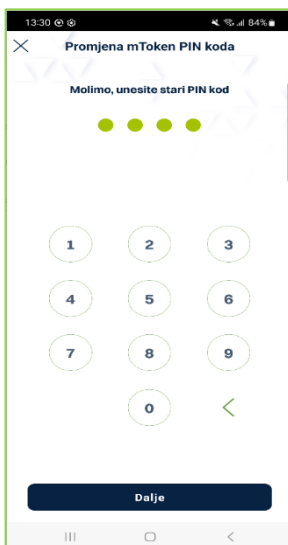 13:30
84%
Promjena mToken PIN koda
Molimo, unosite stari PIN kod
1 2 3
4 5 6
7 8 9
0
Dalje